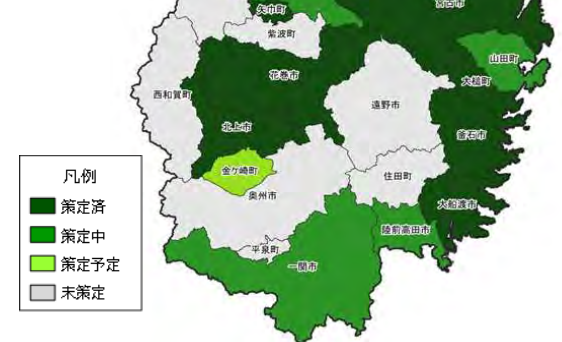 矢巾町
宮古市
紫波町
山田町
花巻市
大槌町
西和賀町
遠野市
北上市
釜石市
金ケ崎町
住田町
奥州市
大船渡市
陸前高田市
平泉町
一関市
凡例
策定済
策定中
策定予定
未策定